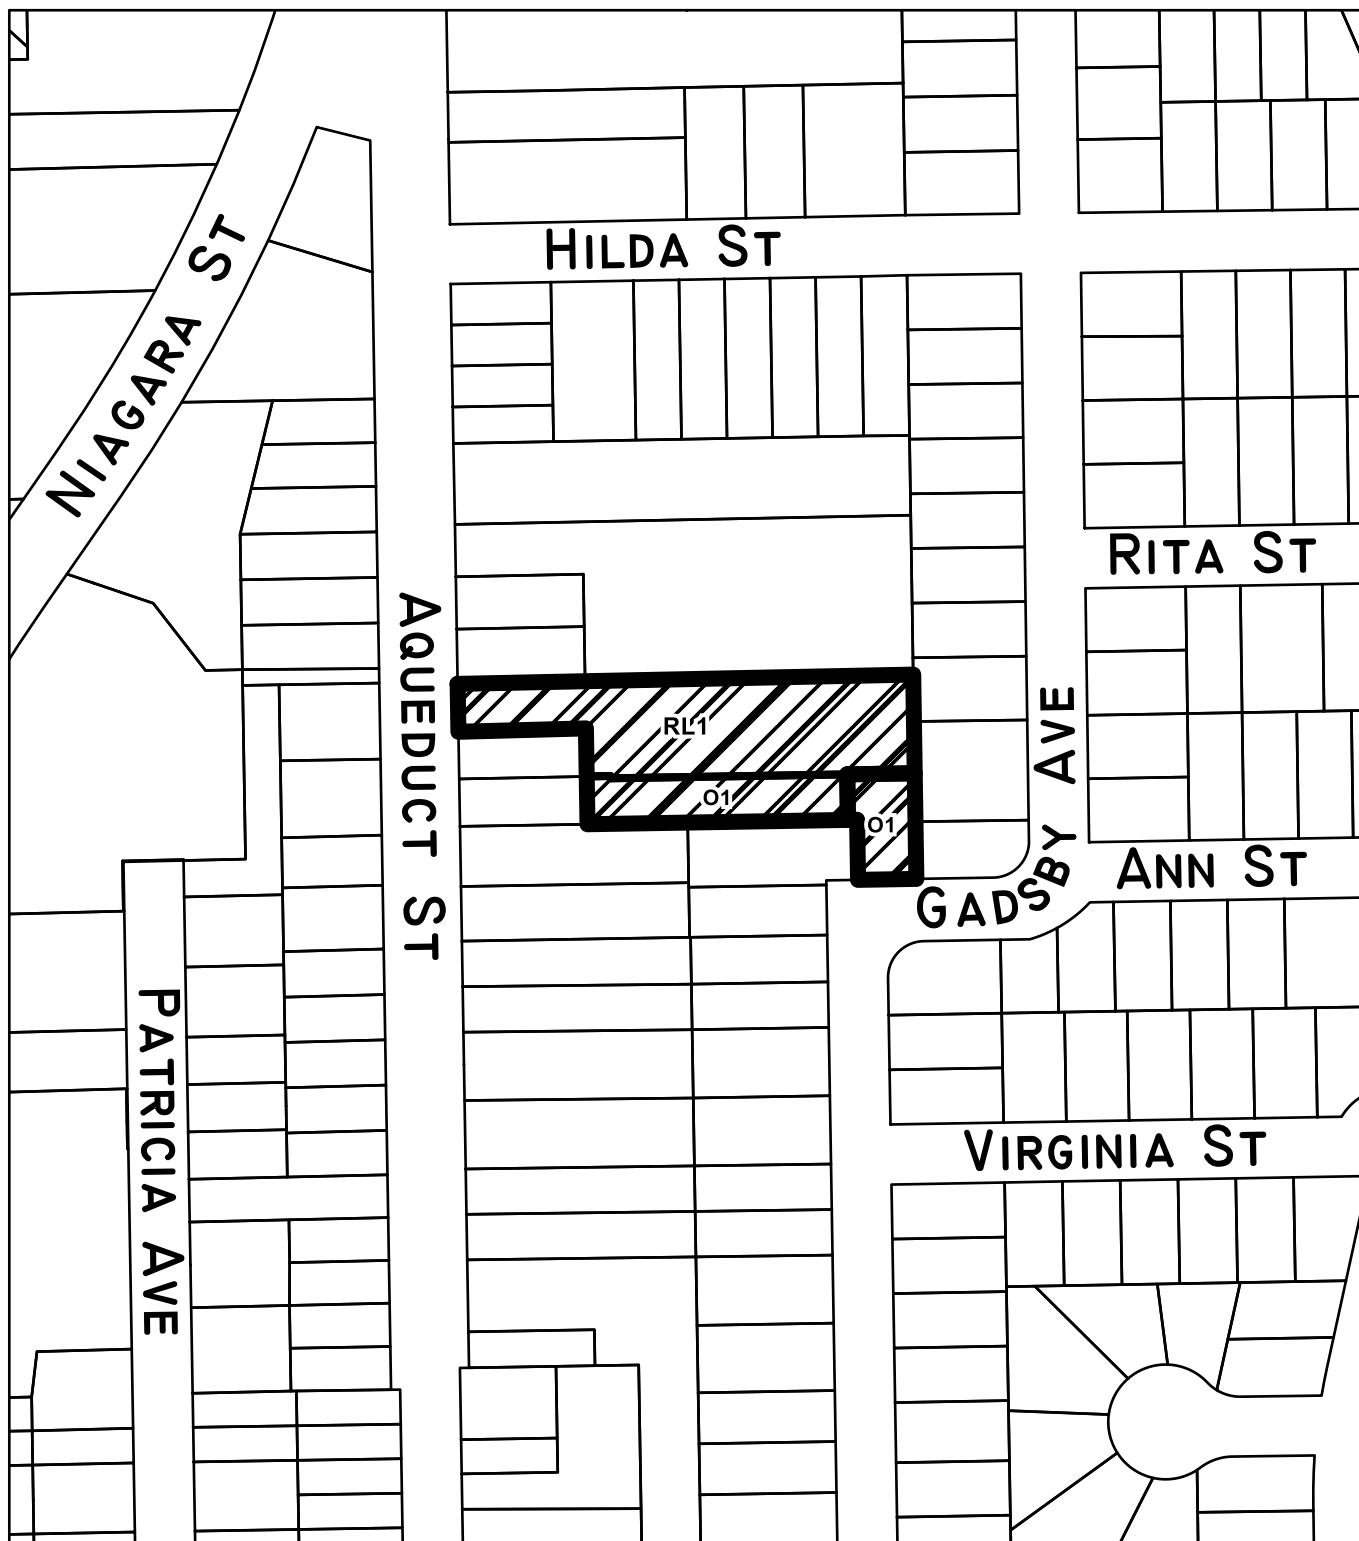 NIAGARA ST
HILDA ST
RITA ST
AQUEDUCT ST
RL1
O1
O1
GADSBY AVE
ANN ST
PATRICIA AVE
VIRGINIA ST